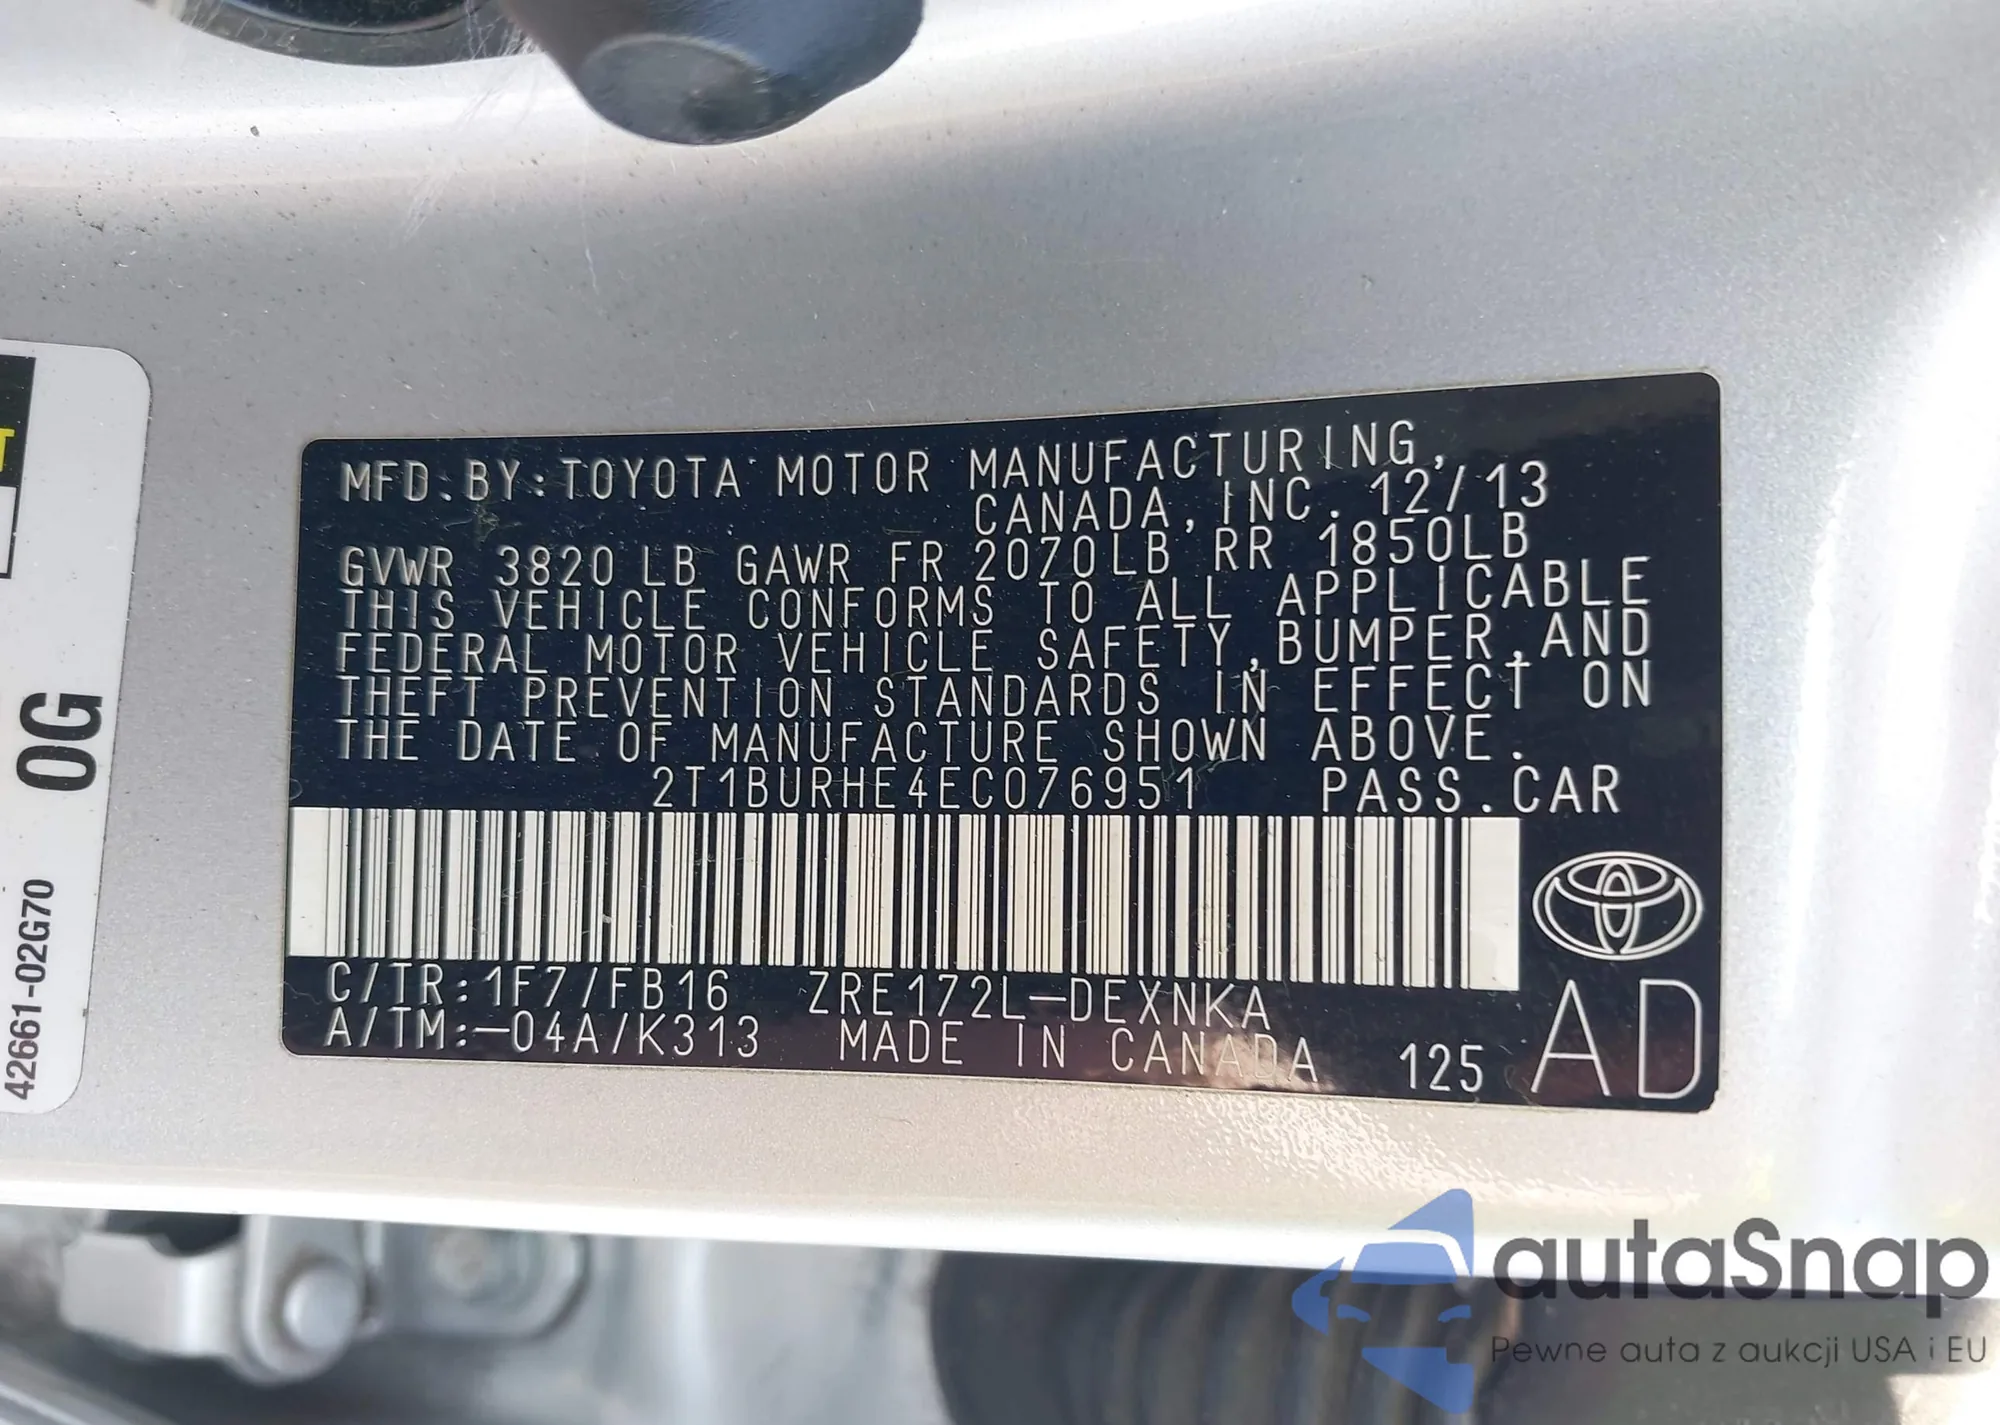 MFD.BY:TOYOTA MOTOR MANUFACTURING,
CANADA, INC. 12/13
GVWR 3820 LB GAWR FR 2070LB RR 1850LB
THIS VEHICLE CONFORMS TO ALL APPLICABLE
FEDERAL MOTOR VEHICLE SAFETY,BUMPER,AND
THEFT PREVENTION STANDARDS IN EFFECT ON
THE DATE OF MANUFACTURE SHOWN ABOVE.
2T1BURHE4EC076951 PASS.CAR
C/TR:1F7/FB16 ZRE172L-DEXNKA
A/TM:-04A/K313 MADE IN CANADA 125 AD
T
0G
42661-02G70
autaSnap
Pewne auta z aukcji USA i EU